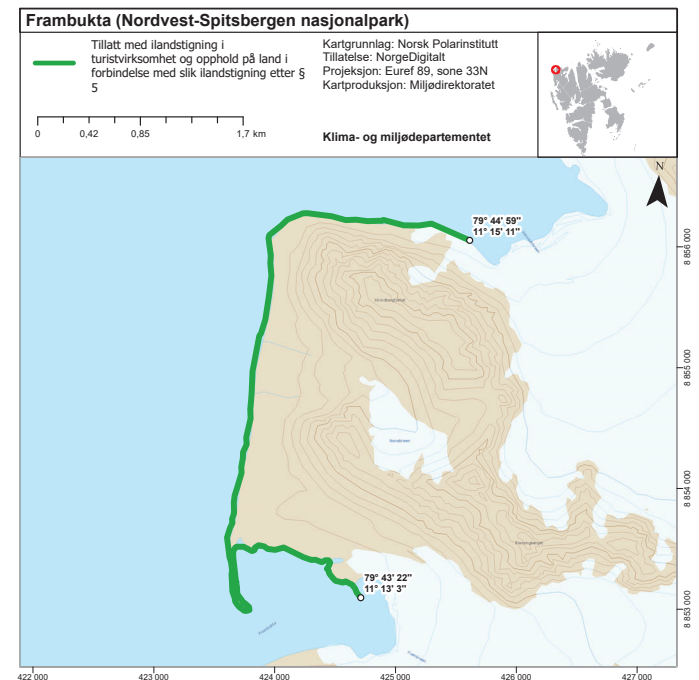 Frambukta (Nordvest-Spitsbergen nasjonalpark)
Tillatt med ilandstigning i
turistvirksomhet og opphold på land i
forbindelse med slik ilandstigning etter §
5
Kartgrunnlag: Norsk Polarinstitutt
Tillatelse: NorgeDigitalt
Projeksjon: Euref 89, sone 33N
Kartproduksjon: Miljødirektoratet
0 0,42 0,85 1,7 km
Klima- og miljødepartementet
N
79° 44' 59"
11° 15' 11"
8 856 000
8 855 000
8 854 000
79° 43' 22"
11° 13' 3"
8 853 000
Frambukta
422 000 423 000 424 000 425 000 426 000 427 000